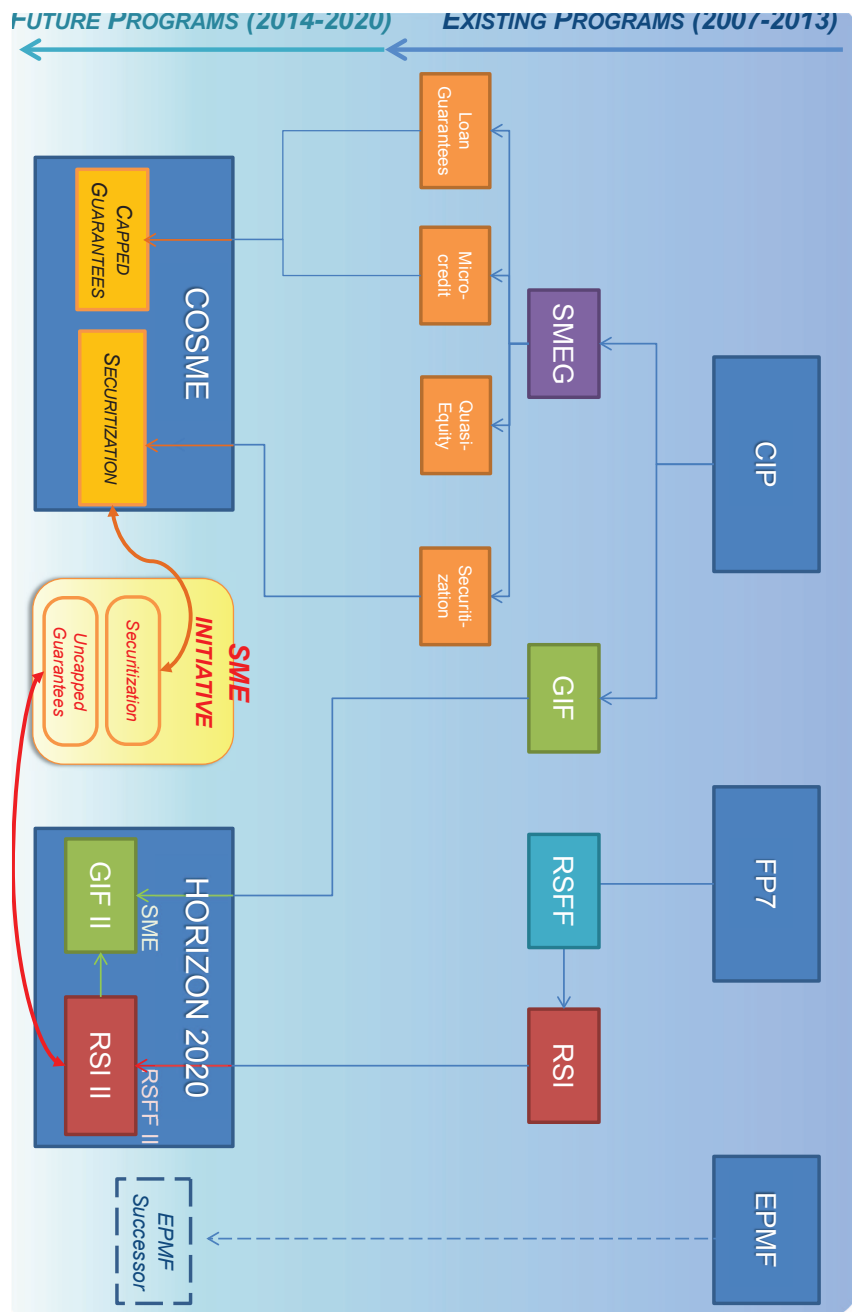 EXISTING PROGRAMS (2007-2013)
FUTURE PROGRAMS (2014-2020)
CIP
FP7
EPMF
SMEG
GIF
RSFF
RSI
Loan
Guarantees
Micro-
credit
Quasi-
Equity
Securiti-
zation
COSME
CAPPED
GUARANTEES
SECURITIZATION
SME
INITIATIVE
Securitization
Uncapped
Guarantees
HORIZON 2020
SME
GIF II
RSFF II
RSI II
EPMF
Successor